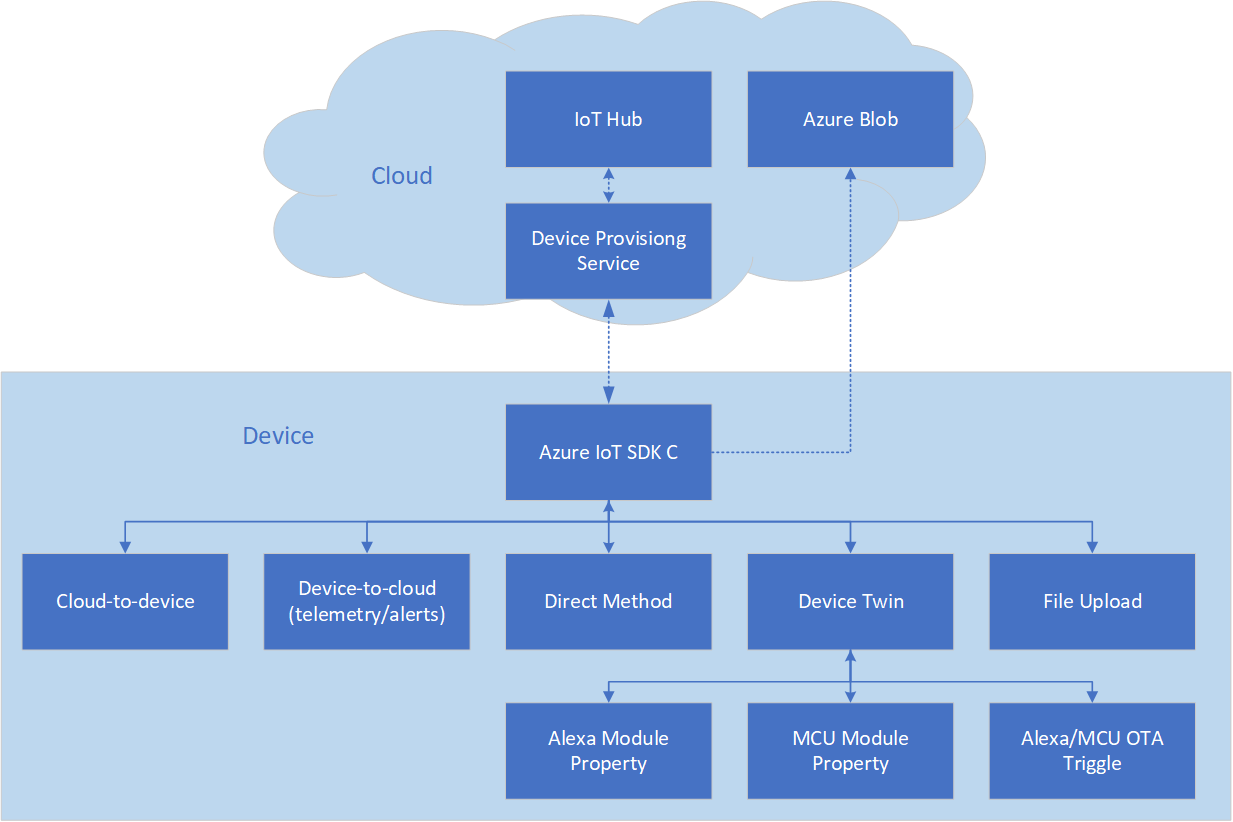 IoT Hub
Azure Blob
Cloud
Device Provisiong
Service
Device
Azure IoT SDK C
Cloud-to-device
Device-to-cloud
(telemetry/alerts)
Direct Method
Device Twin
File Upload
Alexa Module
Property
MCU Module
Property
Alexa/MCU OTA
Triggle